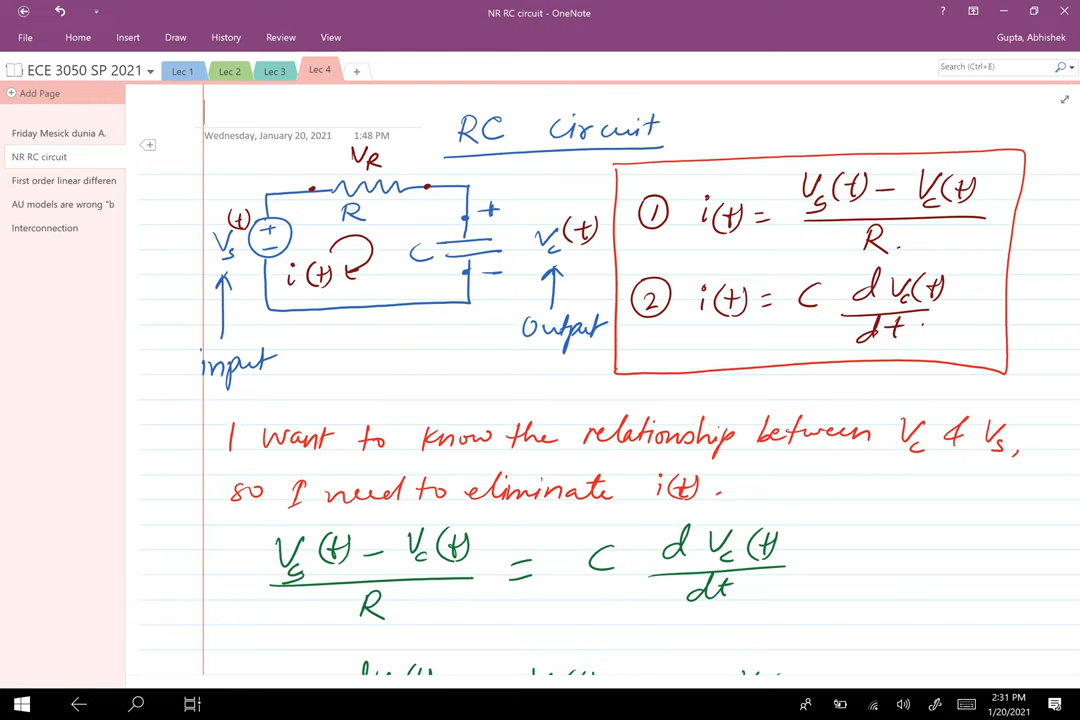 NR RC circuit - OneNote
?
File Home Insert Draw History Review View
Gupta, Abhishek
ECE 3050 SP 2021 Lec 1 Lec 2 Lec 3 Lec 4 +
Search (Ctrl+E)
Add Page
Friday Mesick dunia A.
NR RC circuit
First order linear differen
AU models are wrong "b
Interconnection
Wednesday, January 20, 2021 1:48 PM
RC circuit
VR
R
+
-
Vs(t)
+
-
i(t)
C
+
-
Vc(t)
input
Output
① i(t) = (Vs(t) - Vc(t)) / R.
② i(t) = C d Vc(t) / dt.
I want to know the relationship between Vc & Vs,
so I need to eliminate i(t).
(Vs(t) - Vc(t)) / R = C d Vc(t) / dt
2:31 PM
1/20/2021